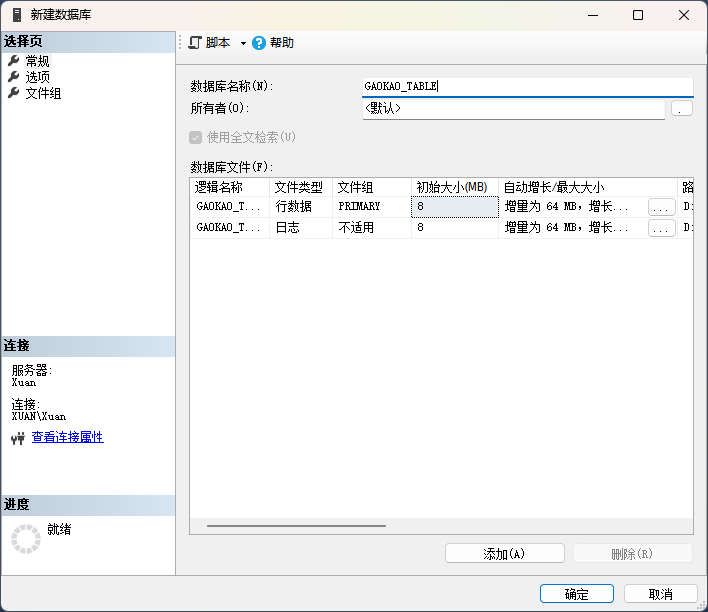 新建数据库
选择页
常规
选项
文件组
脚本 帮助
数据库名称(N): GAOKAO_TABLE
所有者(O): <默认> .
使用全文检索(U)
数据库文件(F):
逻辑名称 文件类型 文件组 初始大小(MB) 自动增长/最大大小 路
GAOKAO_T... 行数据 PRIMARY 8 增量为 64 MB，增长... ... D:
GAOKAO_T... 日志 不适用 8 增量为 64 MB，增长... ... D:
连接
服务器:
Xuan
连接:
XUAN\Xuan
查看连接属性
进度
就绪
添加(A) 删除(R)
确定 取消